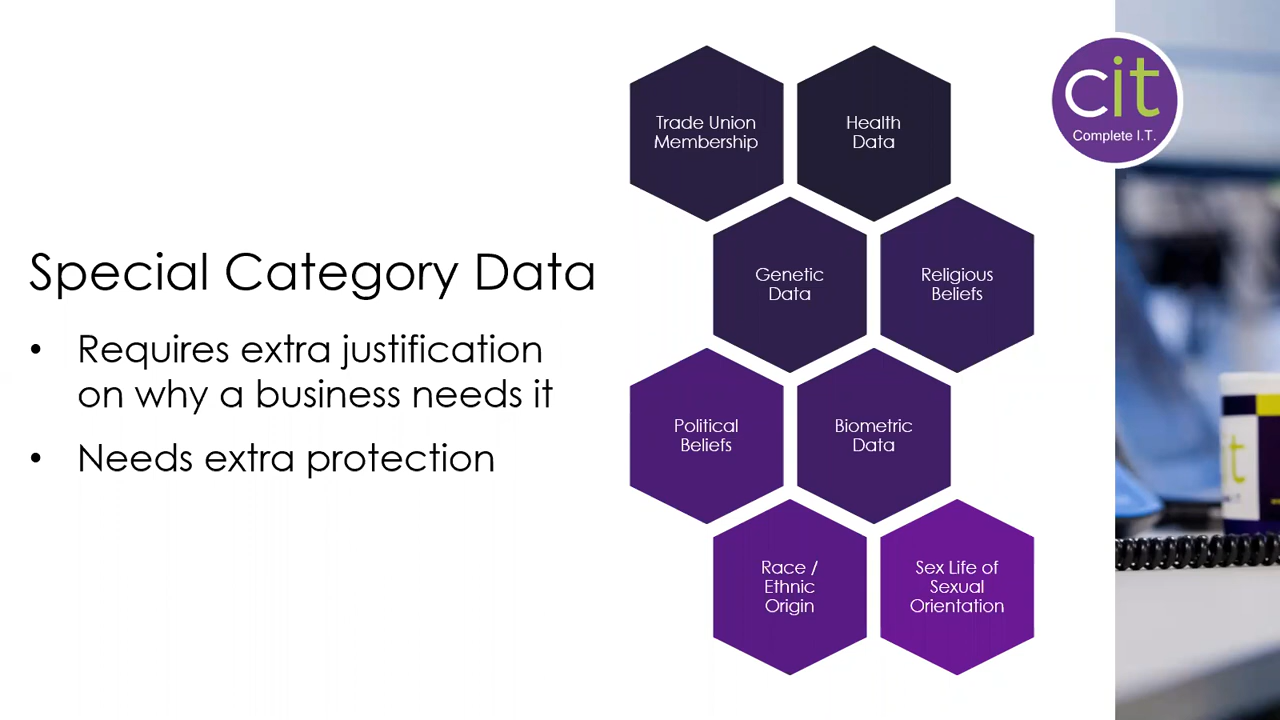 Special Category Data
• Requires extra justification
on why a business needs it
• Needs extra protection
Trade Union
Membership
Health
Data
Genetic
Data
Religious
Beliefs
Political
Beliefs
Biometric
Data
Race /
Ethnic
Origin
Sex Life of
Sexual
Orientation
cit
Complete I.T.
it